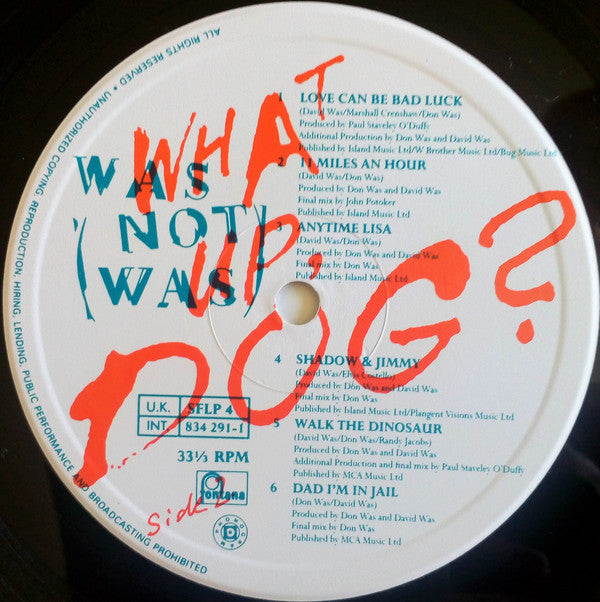 ALL RIGHTS RESERVED • UNAUTHORIZED COPYING, REPRODUCTION, HIRING, LENDING, PUBLIC PERFORMANCE AND BROADCASTING PROHIBITED
WHAT
UP,
DOG?
WAS
(NOT
WAS)
1 LOVE CAN BE BAD LUCK
(David Was/Marshall Crenshaw/Don Was)
Produced by Paul Staveley O'Duffy
Additional Production by Don Was and David Was
Published by Island Music Ltd/W Brother Music Ltd/Bug Music Ltd
2 11 MILES AN HOUR
(David Was/Don Was)
Produced by Don Was and David Was
Final mix by John Potoker
Published by Island Music Ltd
3 ANYTIME LISA
(David Was/Don Was)
Produced by Don Was and David Was
Final mix by Don Was
Published by Island Music Ltd
4 SHADOW & JIMMY
(David Was/Elvis Costello)
Produced by Don Was and David Was
Final mix by Don Was
Published by Island Music Ltd/Plangent Visions Music Ltd
5 WALK THE DINOSAUR
(David Was/Don Was/Randy Jacobs)
Produced by Don Was and David Was
Additional Production and final mix by Paul Staveley O'Duffy
Published by MCA Music Ltd
6 DAD I'M IN JAIL
(Don Was/David Was)
Produced by Don Was and David Was
Final mix by Don Was
Published by MCA Music Ltd
U.K. SFLP 4
INT. 834 291-1
33⅓ RPM
fontana
Side 2
PHONOGRAM